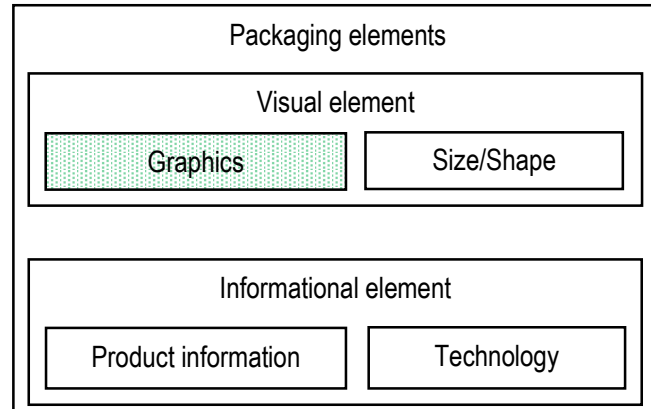 Packaging elements
Visual element
Graphics
Size/Shape
Informational element
Product information
Technology